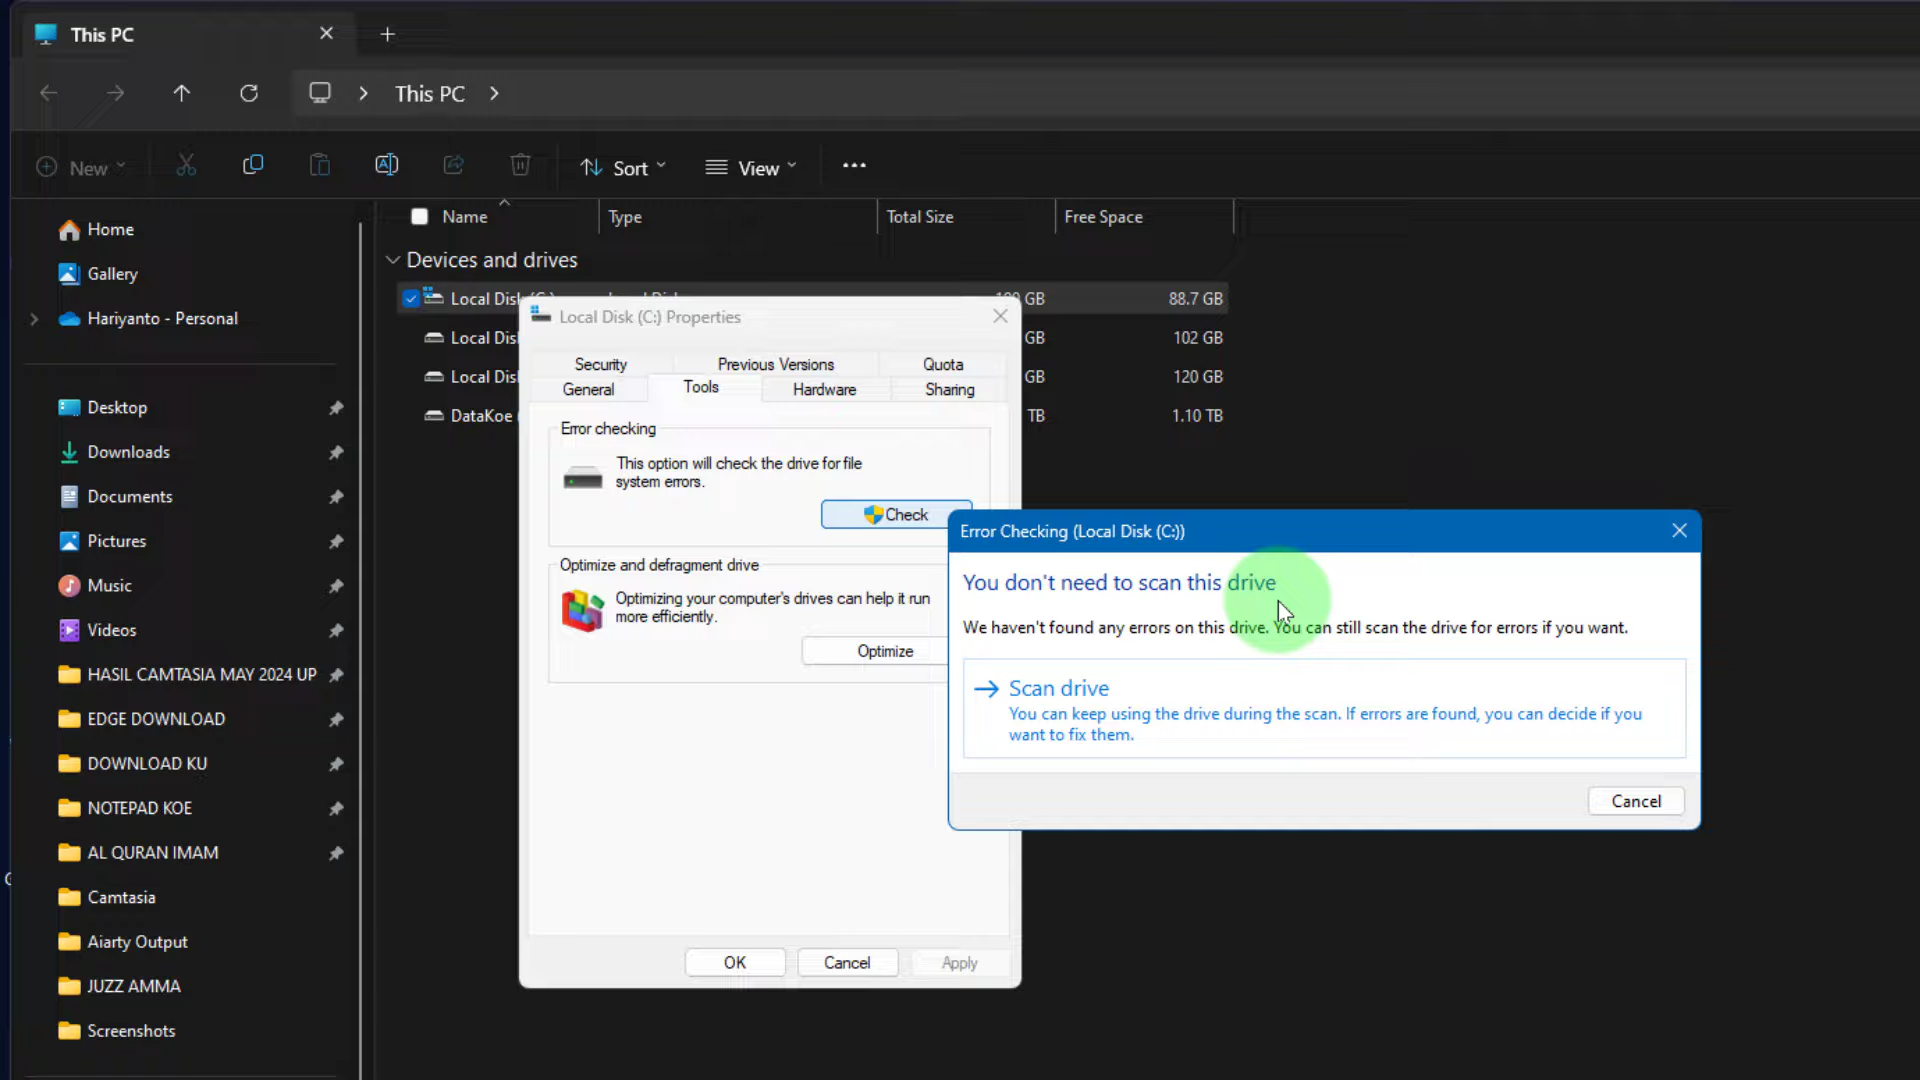 This PC
This PC
New
Sort
View
Name
Type
Total Size
Free Space
Home
Gallery
Hariyanto - Personal
Desktop
Downloads
Documents
Pictures
Music
Videos
HASIL CAMTASIA MAY 2024 UP
EDGE DOWNLOAD
DOWNLOAD KU
NOTEPAD KOE
AL QURAN IMAM
Camtasia
Aiarty Output
JUZZ AMMA
Screenshots
Devices and drives
Local Disk GB 88.7 GB
Local Dis GB 102 GB
Local Dis GB 120 GB
DataKoe TB 1.10 TB
Local Disk (C:) Properties
Security Previous Versions Quota
General Tools Hardware Sharing
Error checking
This option will check the drive for file
system errors.
Check
Optimize and defragment drive
Optimizing your computer's drives can help it run
more efficiently.
Optimize
OK Cancel Apply
Error Checking (Local Disk (C:))
You don't need to scan this drive
We haven't found any errors on this drive. You can still scan the drive for errors if you want.
Scan drive
You can keep using the drive during the scan. If errors are found, you can decide if you
want to fix them.
Cancel